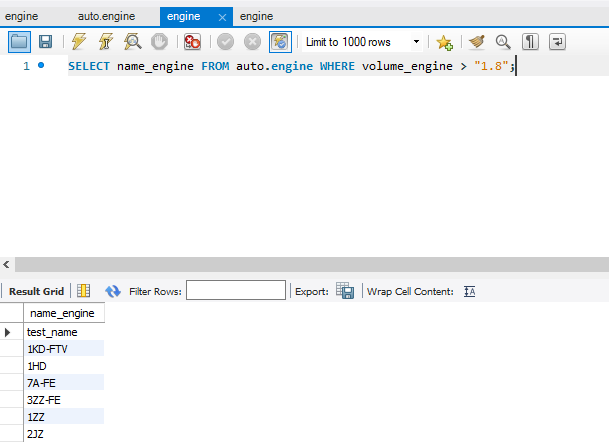 engine auto.engine engine × engine
Limit to 1000 rows
1 SELECT name_engine FROM auto.engine WHERE volume_engine > "1.8";
Result Grid Filter Rows: Export: Wrap Cell Content:
name_engine
test_name
1KD-FTV
1HD
7A-FE
3ZZ-FE
1ZZ
2JZ